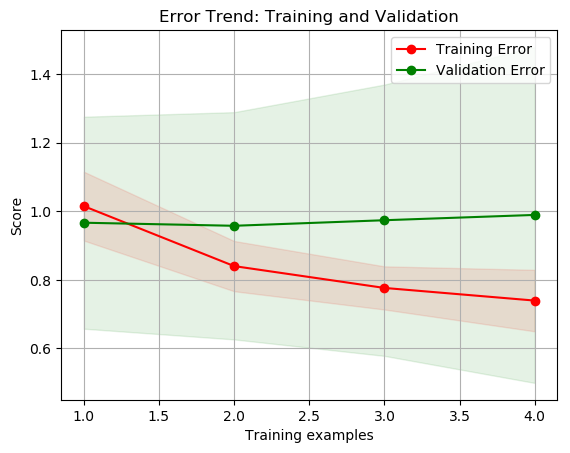 Error Trend: Training and Validation
Training Error
Validation Error
1.4
1.2
1.0
0.8
0.6
Score
1.0 1.5 2.0 2.5 3.0 3.5 4.0
Training examples